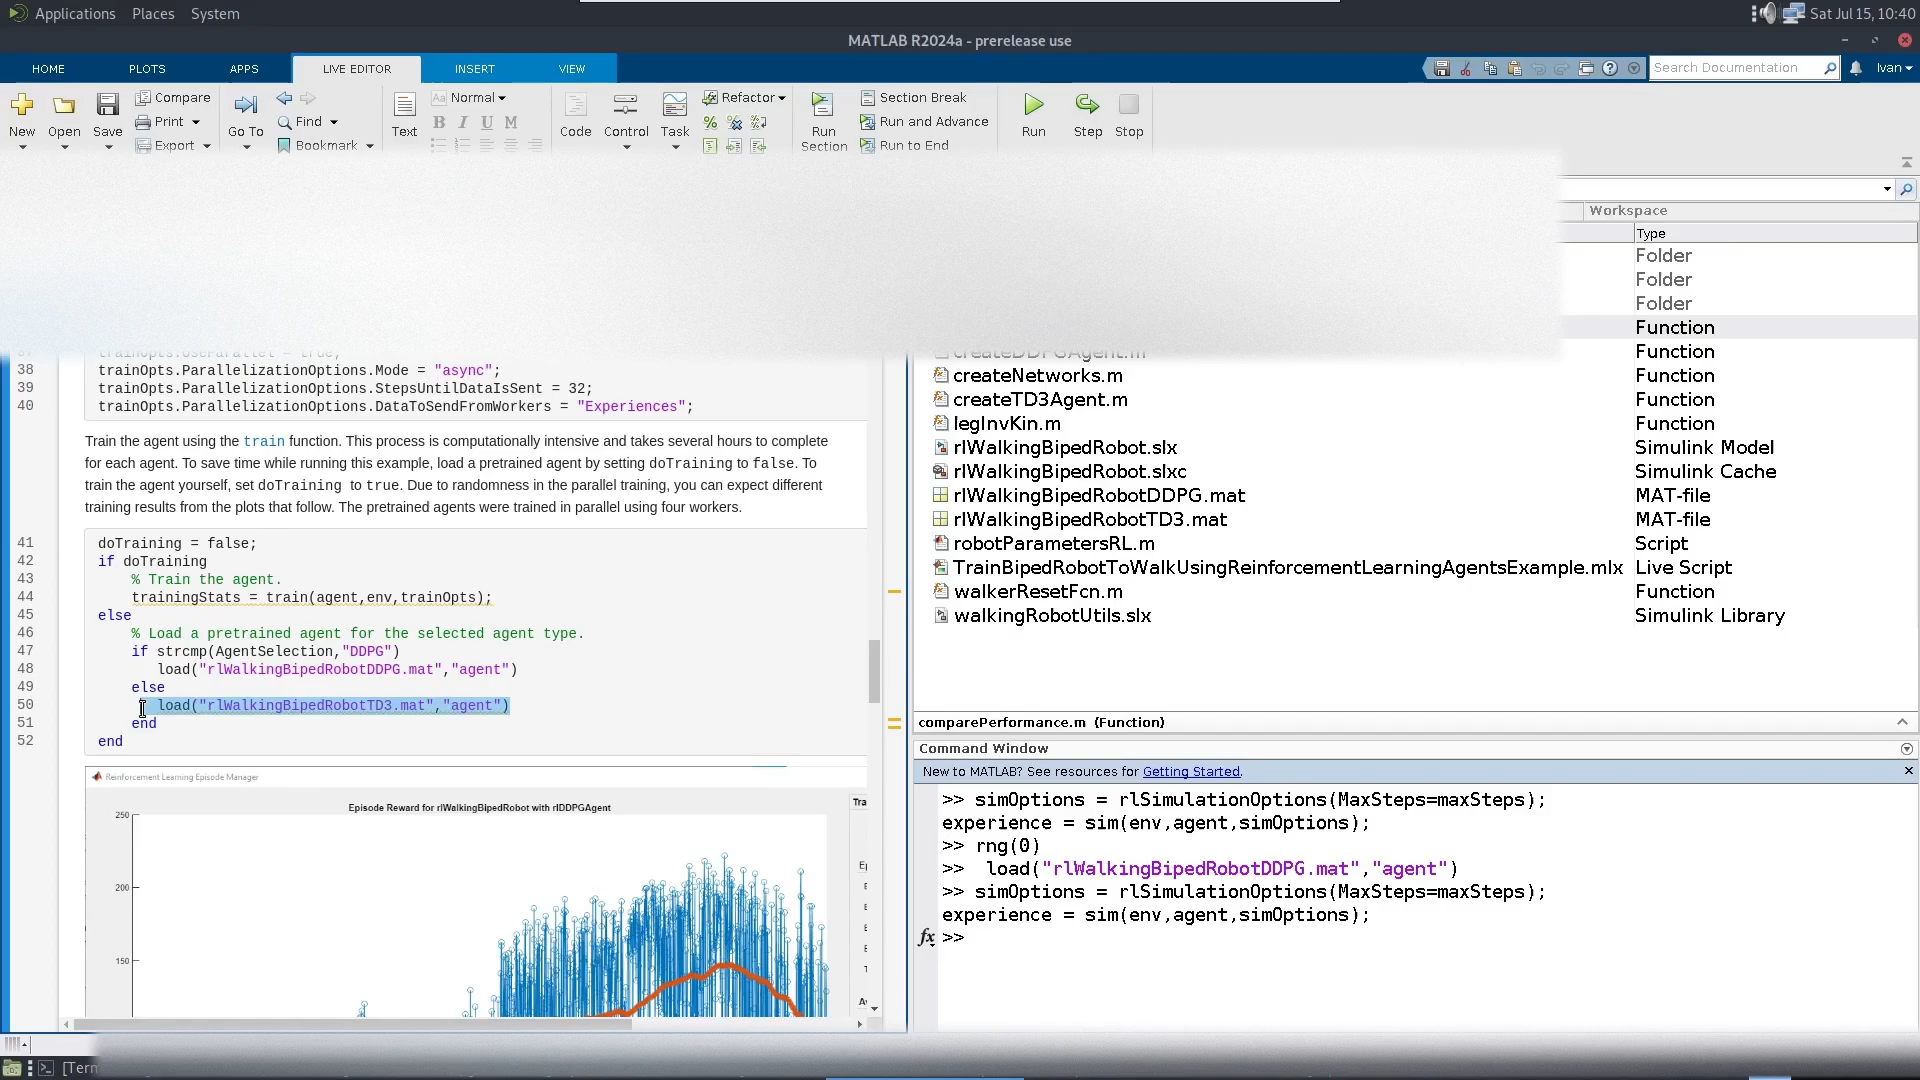 Applications Places System
Sat Jul 15, 10:40
MATLAB R2024a - prerelease use
HOME PLOTS APPS LIVE EDITOR INSERT VIEW
Search Documentation
Ivan
New Open Save
Compare
Print
Export
Go To
Find
Bookmark
Text
Aa Normal
B I U M
Code Control Task
Refactor
Run Section
Section Break
Run and Advance
Run to End
Run Step Stop
Workspace
Type
Folder
Folder
Folder
Function
createDDPGAgent.m Function
createNetworks.m Function
createTD3Agent.m Function
legInvKin.m Function
rlWalkingBipedRobot.slx Simulink Model
rlWalkingBipedRobot.slxc Simulink Cache
rlWalkingBipedRobotDDPG.mat MAT-file
rlWalkingBipedRobotTD3.mat MAT-file
robotParametersRL.m Script
TrainBipedRobotToWalkUsingReinforcementLearningAgentsExample.mlx Live Script
walkerResetFcn.m Function
walkingRobotUtils.slx Simulink Library
37 trainOpts.UseParallel = true;
38 trainOpts.ParallelizationOptions.Mode = "async";
39 trainOpts.ParallelizationOptions.StepsUntilDataIsSent = 32;
40 trainOpts.ParallelizationOptions.DataToSendFromWorkers = "Experiences";
Train the agent using the train function. This process is computationally intensive and takes several hours to complete
for each agent. To save time while running this example, load a pretrained agent by setting doTraining to false. To
train the agent yourself, set doTraining to true. Due to randomness in the parallel training, you can expect different
training results from the plots that follow. The pretrained agents were trained in parallel using four workers.
41 doTraining = false;
42 if doTraining
43 % Train the agent.
44 trainingStats = train(agent,env,trainOpts);
45 else
46 % Load a pretrained agent for the selected agent type.
47 if strcmp(AgentSelection,"DDPG")
48 load("rlWalkingBipedRobotDDPG.mat","agent")
49 else
50 load("rlWalkingBipedRobotTD3.mat","agent")
51 end
52 end
Reinforcement Learning Episode Manager
Episode Reward for rlWalkingBipedRobot with rlDDPGAgent
Tra
250
200
150
comparePerformance.m (Function)
Command Window
New to MATLAB? See resources for Getting Started.
>> simOptions = rlSimulationOptions(MaxSteps=maxSteps);
experience = sim(env,agent,simOptions);
>> rng(0)
>> load("rlWalkingBipedRobotDDPG.mat","agent")
>> simOptions = rlSimulationOptions(MaxSteps=maxSteps);
experience = sim(env,agent,simOptions);
fx >>
[Tern